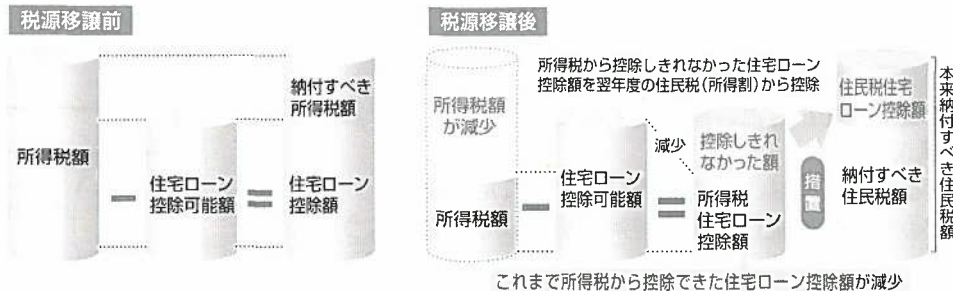 税源移譲前
納付すべき
所得税額
所得税額
住宅ローン
控除可能額
住宅ローン
控除額
税源移譲後
所得税から控除しきれなかった住宅ローン
控除額を翌年度の住民税(所得割)から控除
所得税額
が減少
所得税額
住宅ローン
控除可能額
減少
控除しきれ
なかった額
所得税
住宅ローン
控除額
措置
住民税住宅
ローン控除額
納付すべき
住民税額
本来納付すべき住民税額
これまで所得税から控除できた住宅ローン控除額が減少